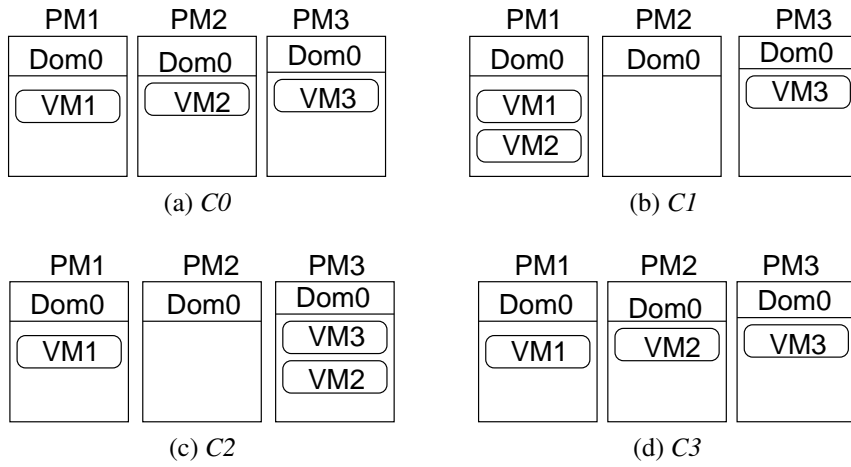 PM1 PM2 PM3
Dom0 Dom0 Dom0
VM1 VM2 VM3
(a) C0
PM1 PM2 PM3
Dom0 Dom0 Dom0
VM1 VM3
VM2
(b) C1
PM1 PM2 PM3
Dom0 Dom0 Dom0
VM1 VM3
VM2
(c) C2
PM1 PM2 PM3
Dom0 Dom0 Dom0
VM1 VM2 VM3
(d) C3